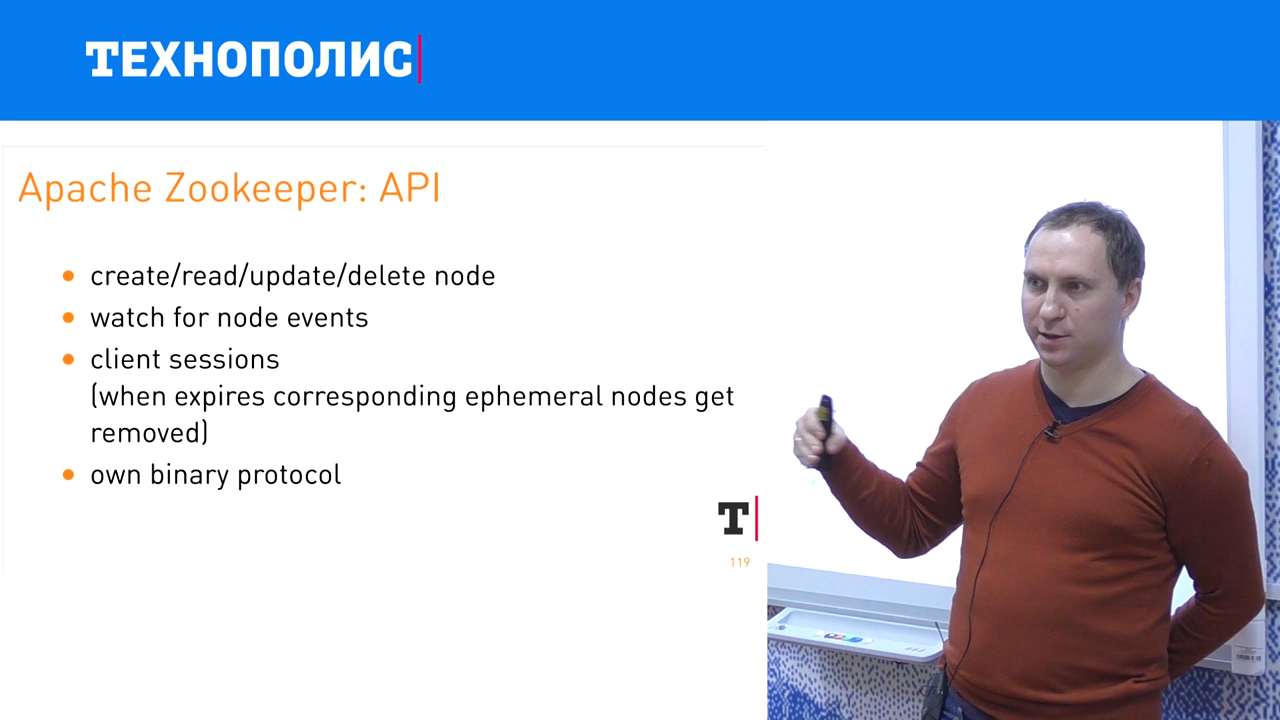 ТЕХНОПОЛИС
Apache Zookeeper: API
create/read/update/delete node
watch for node events
client sessions
(when expires corresponding ephemeral nodes get
removed)
own binary protocol
T
119